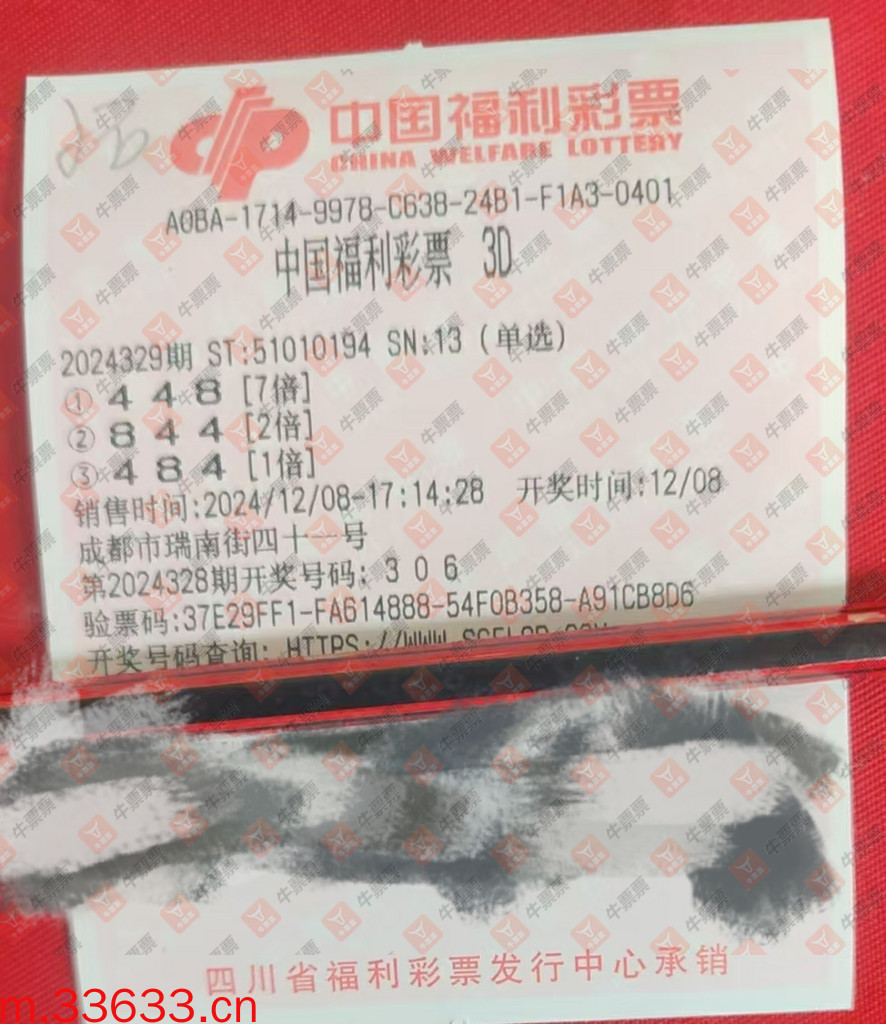 中国福利彩票
CHINA WELFARE LOTTERY
A0BA-1714-9978-C638-24B1-F1A3-0401
中国福利彩票 3D
2024329期 ST:51010194 SN:13 (单选)
① 4 4 8 [7倍]
② 8 4 4 [2倍]
③ 4 8 4 [1倍]
销售时间:2024/12/08-17:14:28 开奖时间:12/08
成都市瑞南街四十一号
第2024328期开奖号码: 3 0 6
验票码:37E29FF1-FA614888-54F0B358-A91CB8D6
开奖号码查询: HTTPS://WWW.
四川省福利彩票发行中心承销
m.33633.cn
牛票票